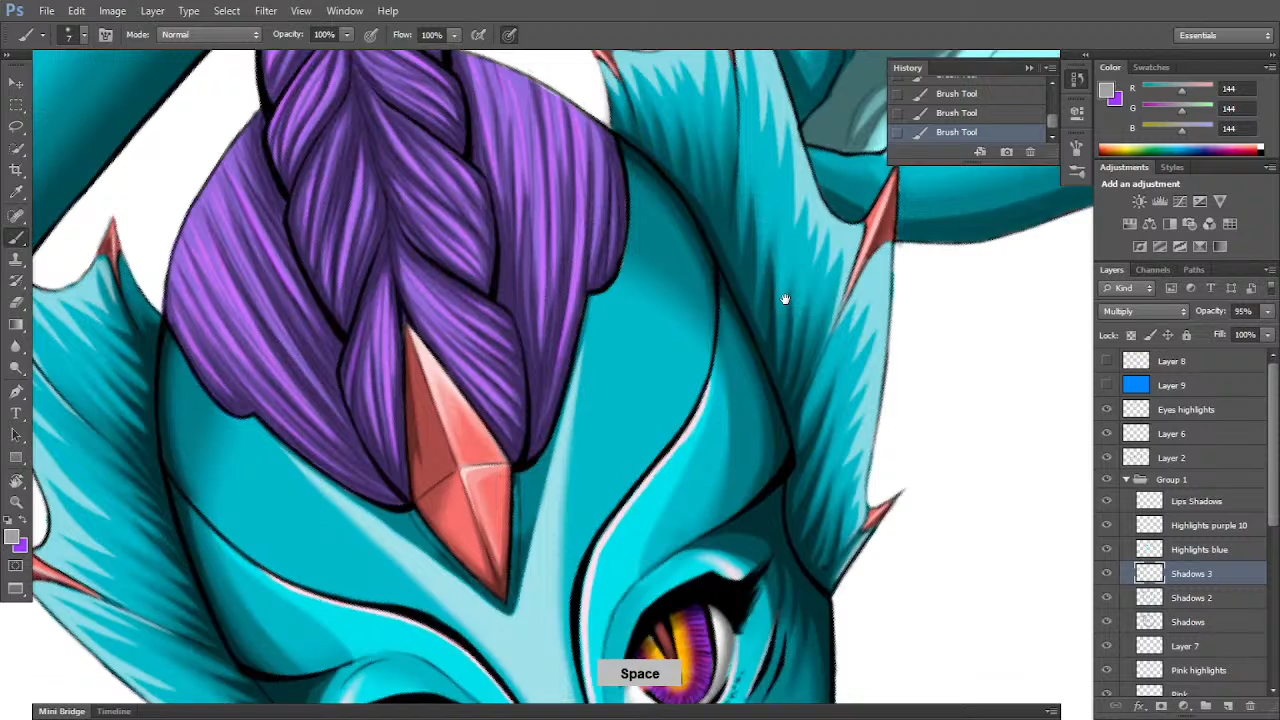 Ps File Edit Image Layer Type Select Filter View Window Help
7 Mode: Normal Opacity: 100% Flow: 100% Essentials
History
Brush Tool
Brush Tool
Brush Tool
Color Swatches
R 144
G 144
B 144
Adjustments Styles
Add an adjustment
Layers Channels Paths
Kind
Multiply Opacity: 95%
Lock: Fill: 100%
Layer 8
Layer 9
Eyes highlights
Layer 6
Layer 2
Group 1
Lips Shadows
Highlights purple 10
Highlights blue
Shadows 3
Shadows 2
Shadows
Layer 7
Pink highlights
Pink
Space
Mini Bridge Timeline